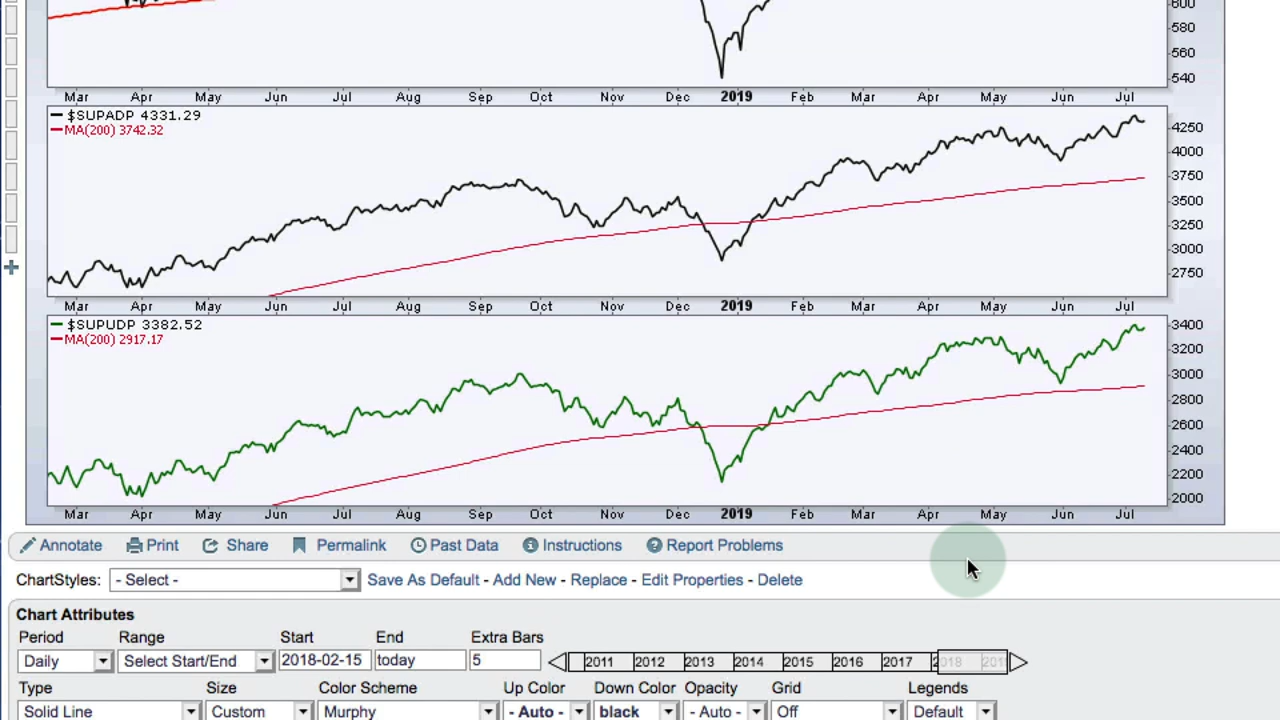 600
580
560
540
Mar Apr May Jun Jul Aug Sep Oct Nov Dec 2019 Feb Mar Apr May Jun Jul
$SUPADP 4331.29
MA(200) 3742.32
4250
4000
3750
3500
3250
3000
2750
Mar Apr May Jun Jul Aug Sep Oct Nov Dec 2019 Feb Mar Apr May Jun Jul
$SUPUDP 3382.52
MA(200) 2917.17
3400
3200
3000
2800
2600
2400
2200
2000
Mar Apr May Jun Jul Aug Sep Oct Nov Dec 2019 Feb Mar Apr May Jun Jul
Annotate Print Share Permalink Past Data Instructions Report Problems
ChartStyles: - Select - Save As Default - Add New - Replace - Edit Properties - Delete
Chart Attributes
Period Range Start End Extra Bars
Daily Select Start/End 2018-02-15 today 5 2011 2012 2013 2014 2015 2016 2017 2018 2019
Type Size Color Scheme Up Color Down Color Opacity Grid Legends
Solid Line Custom Murphy - Auto - black - Auto - Off Default